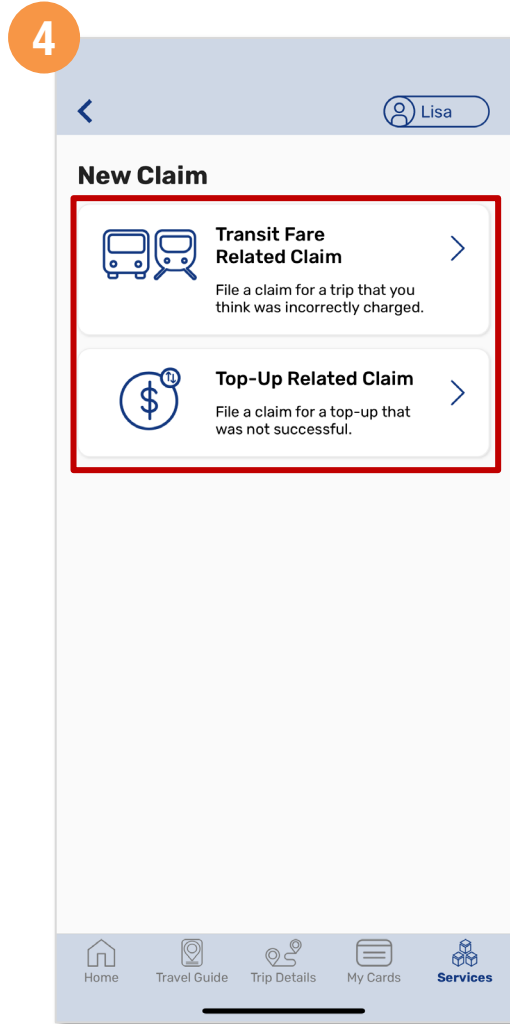 4
Lisa
New Claim
Transit Fare
Related Claim
File a claim for a trip that you
think was incorrectly charged.
$
Top-Up Related Claim
File a claim for a top-up that
was not successful.
Home
Travel Guide
Trip Details
My Cards
Services